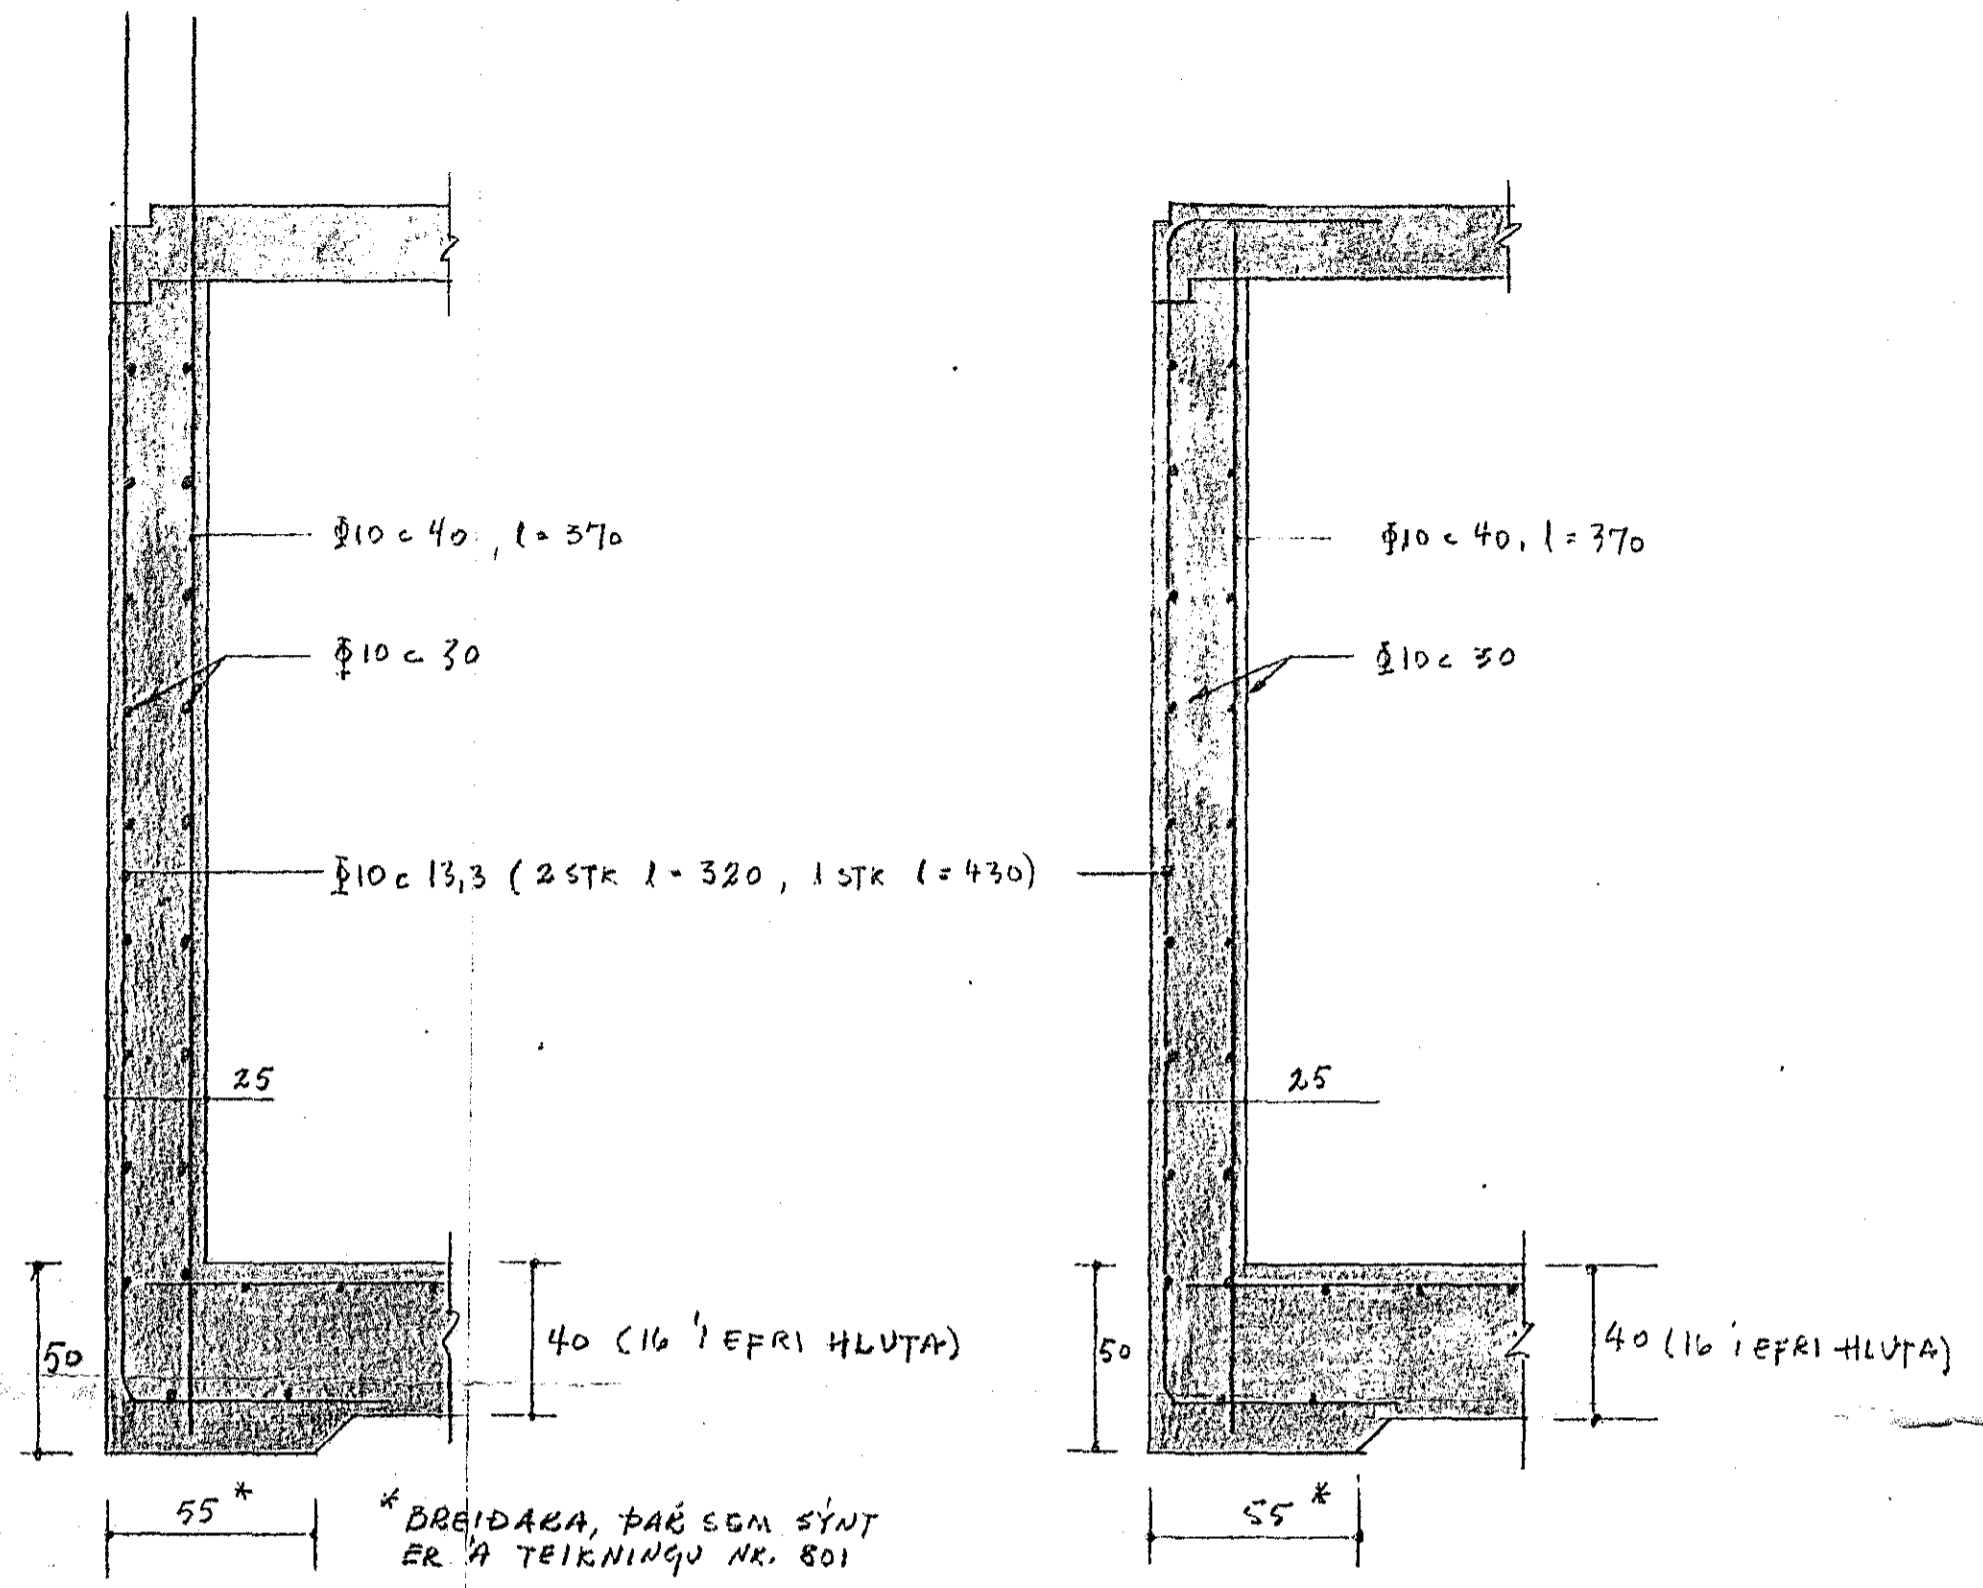 Φ10 c 40, l = 370
Φ10 c 30
Φ10 c 13,3 (2 STK l = 320, 1 STK l = 430)
25
50
40 (16 Í EFRI HLUTA)
55 *
* BREIÐARA, ÞAR SEM SÝNT
ER Á TEIKNINGU NR. 801
Φ10 c 40, l = 370
Φ10 c 30
25
50
40 (16 Í EFRI HLUTA)
55 *